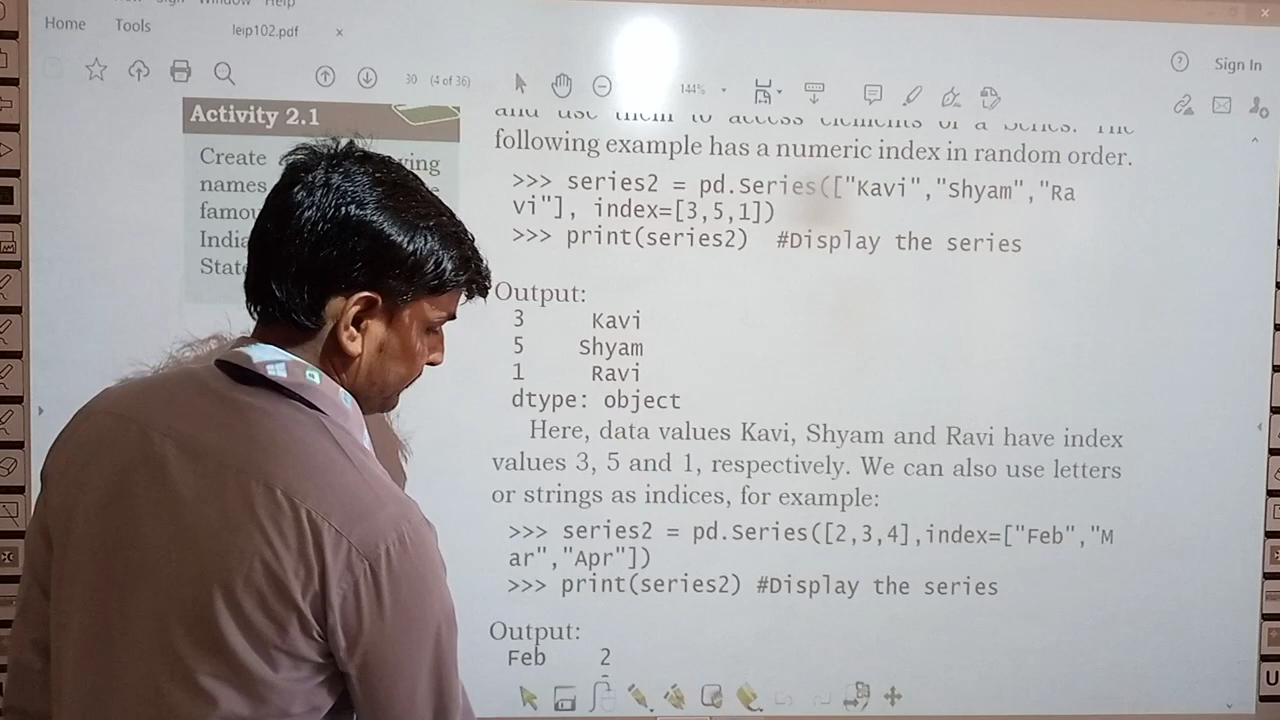 Help
Home Tools leip102.pdf ×
30 (4 of 36) 144% Sign In
Activity 2.1
Create
names
India
following example has a numeric index in random order.
>>> series2 = pd.Series(["Kavi","Shyam","Ra
vi"], index=[3,5,1])
>>> print(series2) #Display the series
Output:
3 Kavi
5 Shyam
1 Ravi
dtype: object
Here, data values Kavi, Shyam and Ravi have index
values 3, 5 and 1, respectively. We can also use letters
or strings as indices, for example:
>>> series2 = pd.Series([2,3,4],index=["Feb","M
ar","Apr"])
>>> print(series2) #Display the series
Output:
Feb 2